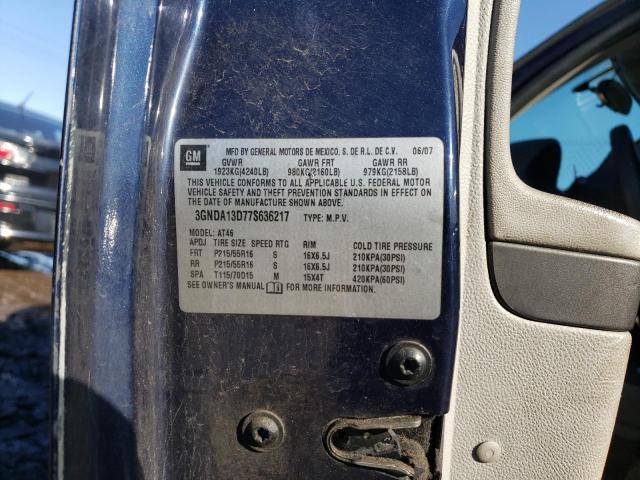 GM
MFD BY GENERAL MOTORS DE MEXICO, S. DE R.L. DE C.V. 06/07
GVWR GAWR FRT GAWR RR
1923KG(4240LB) 980KG(2160LB) 979KG(2158LB)
THIS VEHICLE CONFORMS TO ALL APPLICABLE U.S. FEDERAL MOTOR
VEHICLE SAFETY, BUMPER, AND THEFT PREVENTION STANDARDS IN EFFECT ON
THE DATE OF MANUFACTURE SHOWN ABOVE.
3GNDA13D77S636217 TYPE: M.P.V.
MODEL: AT46
APDJ TIRE SIZE SPEED RTG RIM COLD TIRE PRESSURE
FRT P215/55R16 S 16X6.5J 210KPA(30PSI)
RR P215/55R16 S 16X6.5J 210KPA(30PSI)
SPA T115/70D15 M 15X4T 420KPA(60PSI)
SEE OWNER'S MANUAL FOR MORE INFORMATION